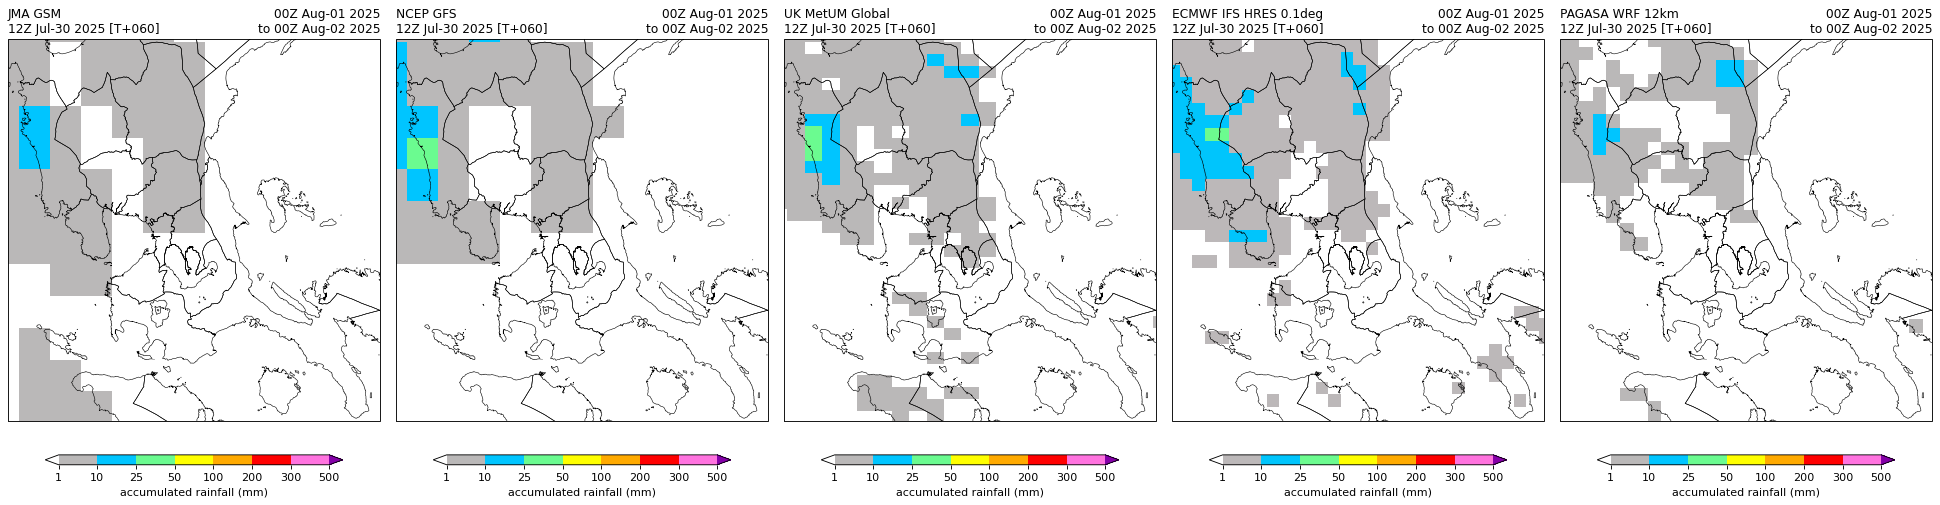 JMA GSM 00Z Aug-01 2025
12Z Jul-30 2025 [T+060] to 00Z Aug-02 2025
NCEP GFS 00Z Aug-01 2025
12Z Jul-30 2025 [T+060] to 00Z Aug-02 2025
UK MetUM Global 00Z Aug-01 2025
12Z Jul-30 2025 [T+060] to 00Z Aug-02 2025
ECMWF IFS HRES 0.1deg 00Z Aug-01 2025
12Z Jul-30 2025 [T+060] to 00Z Aug-02 2025
PAGASA WRF 12km 00Z Aug-01 2025
12Z Jul-30 2025 [T+060] to 00Z Aug-02 2025
1 10 25 50 100 200 300 500
accumulated rainfall (mm)
1 10 25 50 100 200 300 500
accumulated rainfall (mm)
1 10 25 50 100 200 300 500
accumulated rainfall (mm)
1 10 25 50 100 200 300 500
accumulated rainfall (mm)
1 10 25 50 100 200 300 500
accumulated rainfall (mm)